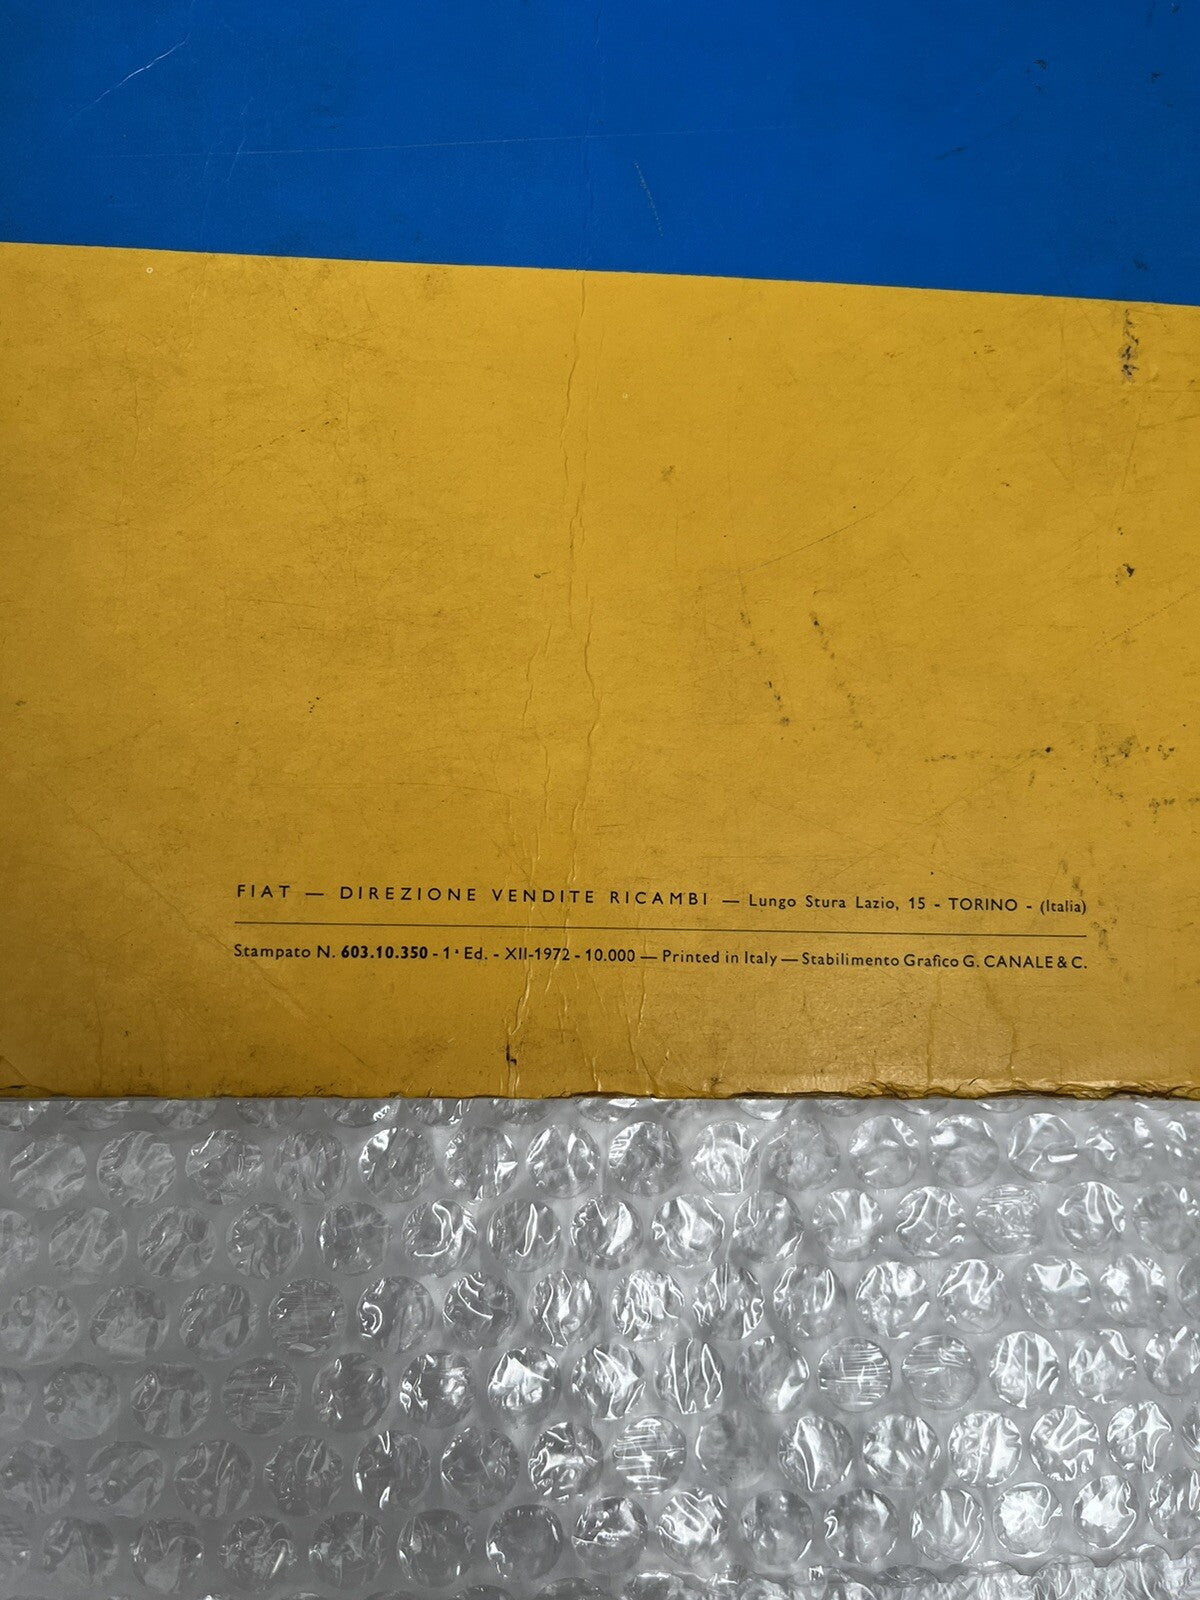 FIAT — DIREZIONE VENDITE RICAMBI — Lungo Stura Lazio, 15 - TORINO - (Italia)
Stampato N. 603.10.350 - 1ª Ed. - XII-1972 - 10.000 — Printed in Italy — Stabilimento Grafico G. CANALE & C.